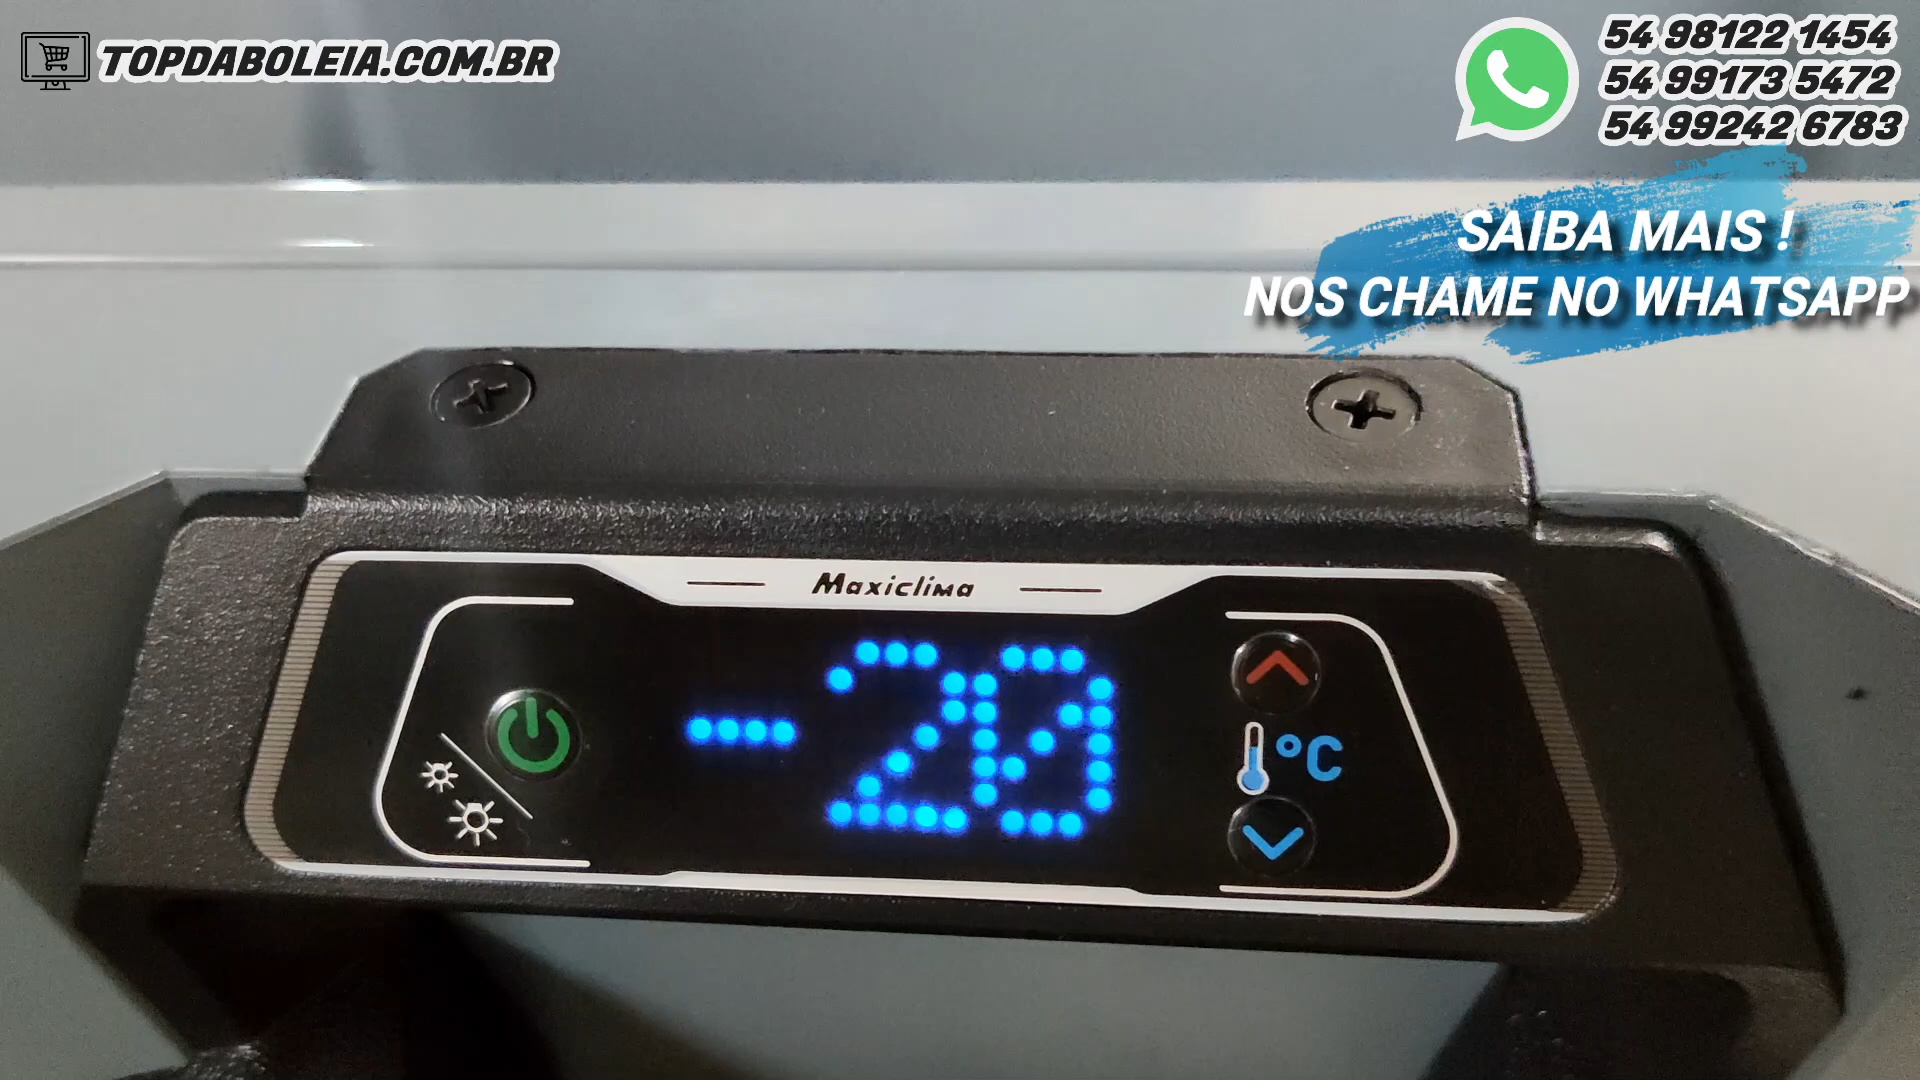 TOPDABOLEIA.COM.BR
54 98122 1454
54 99173 5472
54 99242 6783
SAIBA MAIS !
NOS CHAME NO WHATSAPP
Maxiclima
-20
°C